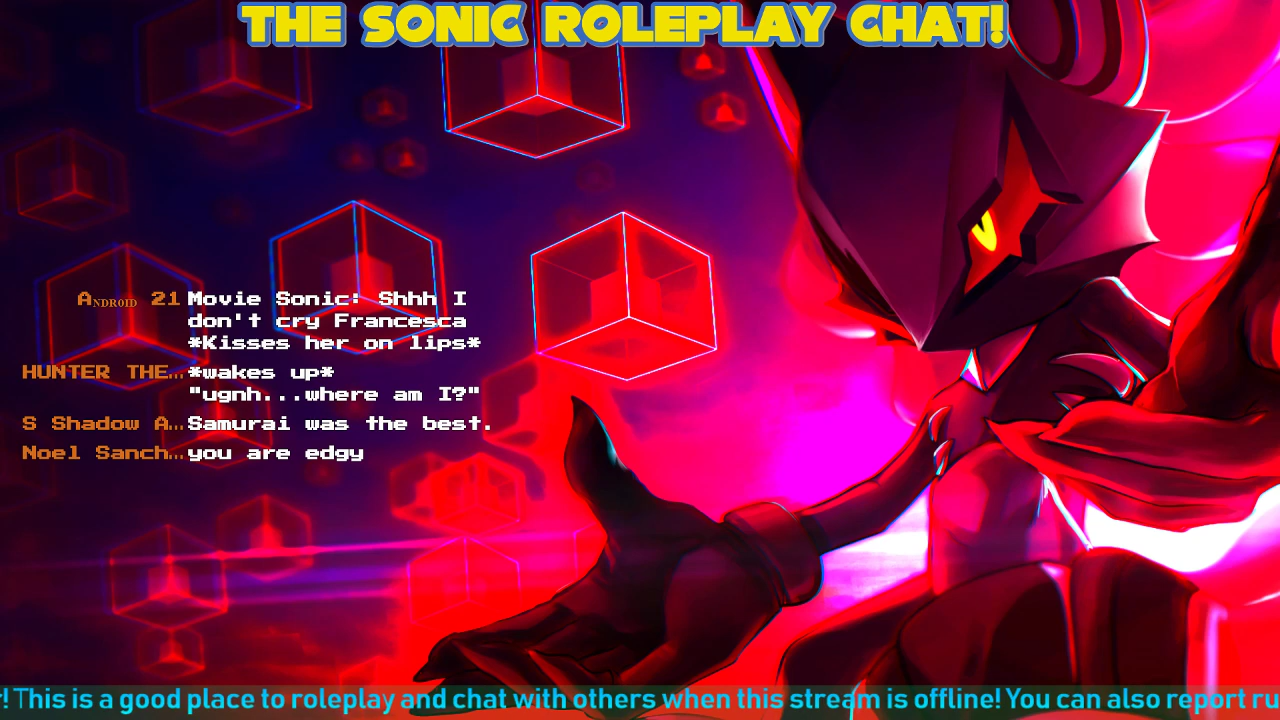 THE SONIC ROLEPLAY CHAT!
Android 21 Movie Sonic: Shhh I
don't cry Francesca
*Kisses her on lips*
HUNTER THE... *wakes up*
"ugnh...where am I?"
S Shadow A... Samurai was the best.
Noel Sanch... you are edgy
! This is a good place to roleplay and chat with others when this stream is offline! You can also report ru